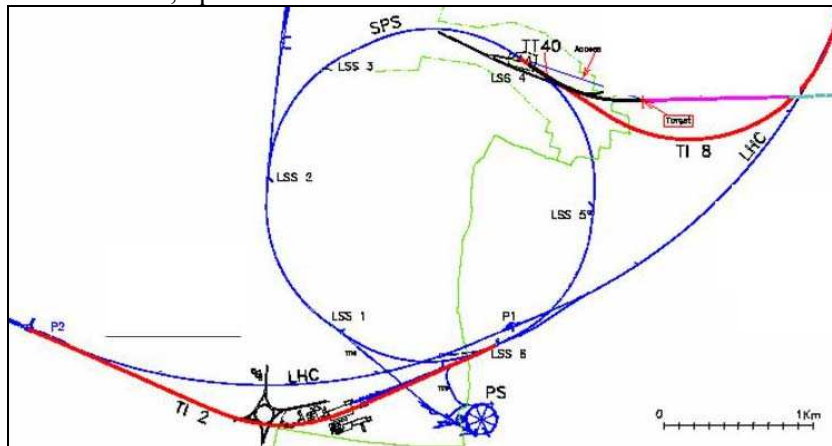 SPS
TT40
Access
LSS 3
LSS 4
Target
TI 8
LHC
LSS 2
LSS 5
LSS 1
P1
P2
LSS 6
LHC
PS
TI 2
0
1Km